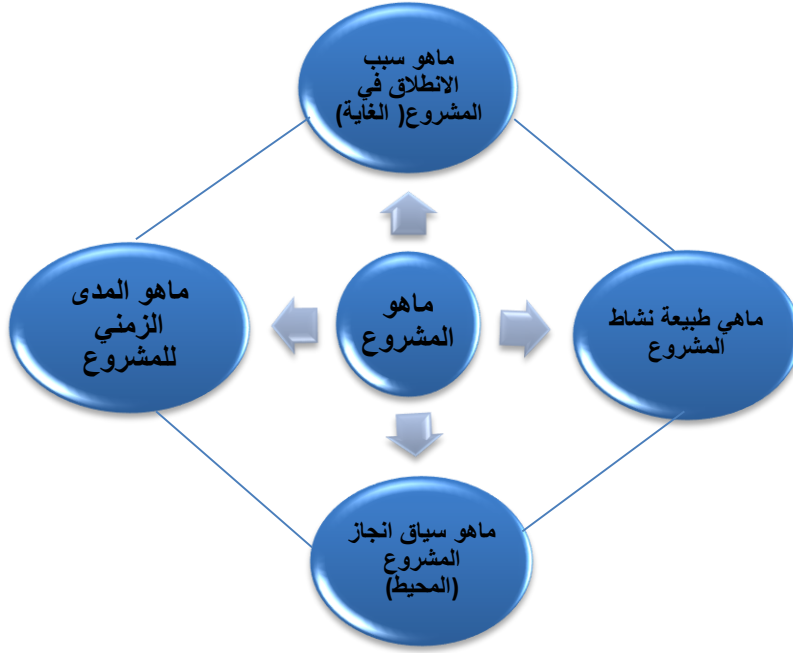 ماهو سبب
الانطلاق في
المشروع( الغاية)
ماهي طبيعة نشاط
المشروع
ماهو
المشروع
ماهو المدى
الزمني
للمشروع
ماهو سياق انجاز
المشروع
(المحيط)